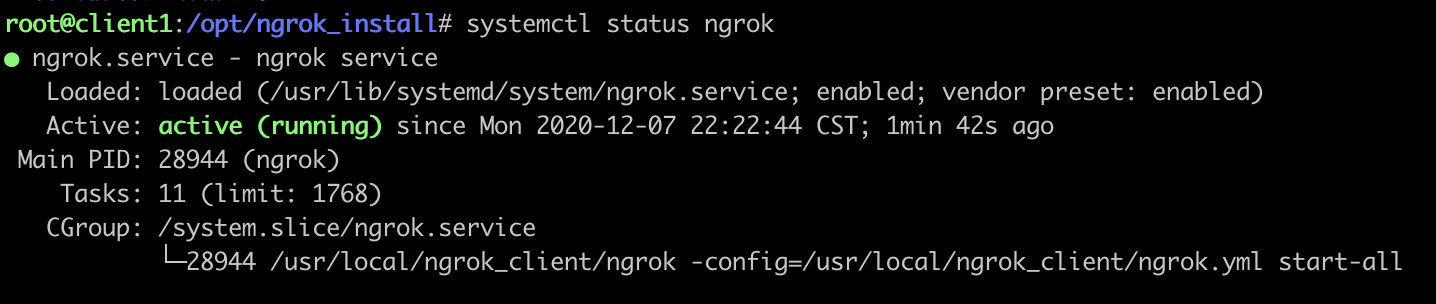 root@client1:/opt/ngrok_install# systemctl status ngrok
● ngrok.service - ngrok service
   Loaded: loaded (/usr/lib/systemd/system/ngrok.service; enabled; vendor preset: enabled)
   Active: active (running) since Mon 2020-12-07 22:22:44 CST; 1min 42s ago
 Main PID: 28944 (ngrok)
    Tasks: 11 (limit: 1768)
   CGroup: /system.slice/ngrok.service
           └─28944 /usr/local/ngrok_client/ngrok -config=/usr/local/ngrok_client/ngrok.yml start-all